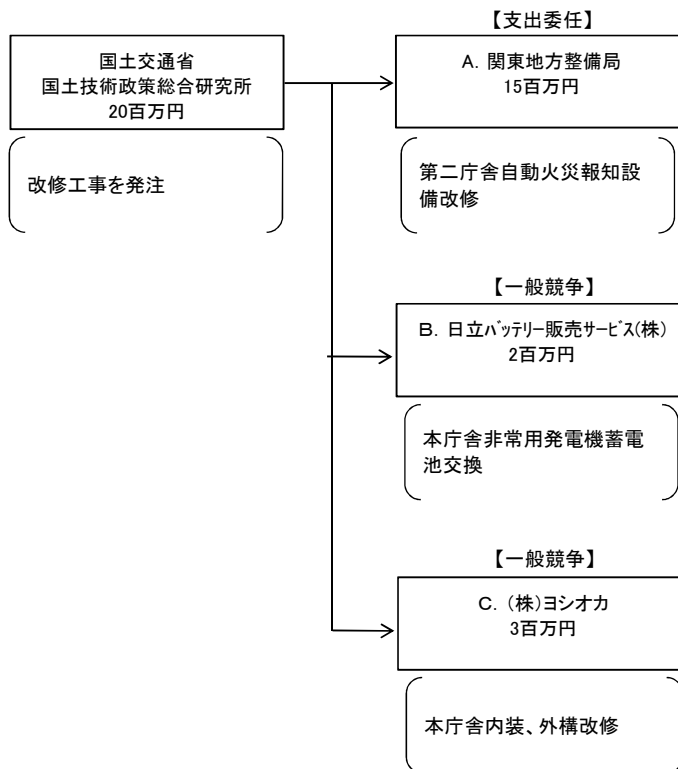 国土交通省
国土技術政策総合研究所
20百万円
改修工事を発注
【支出委任】
A. 関東地方整備局
15百万円
第二庁舎自動火災報知設
備改修
【一般競争】
B. 日立ﾊﾞｯﾃﾘｰ販売ｻｰﾋﾞｽ(株)
2百万円
本庁舎非常用発電機蓄電
池交換
【一般競争】
C. (株)ヨシオカ
3百万円
本庁舎内装、外構改修